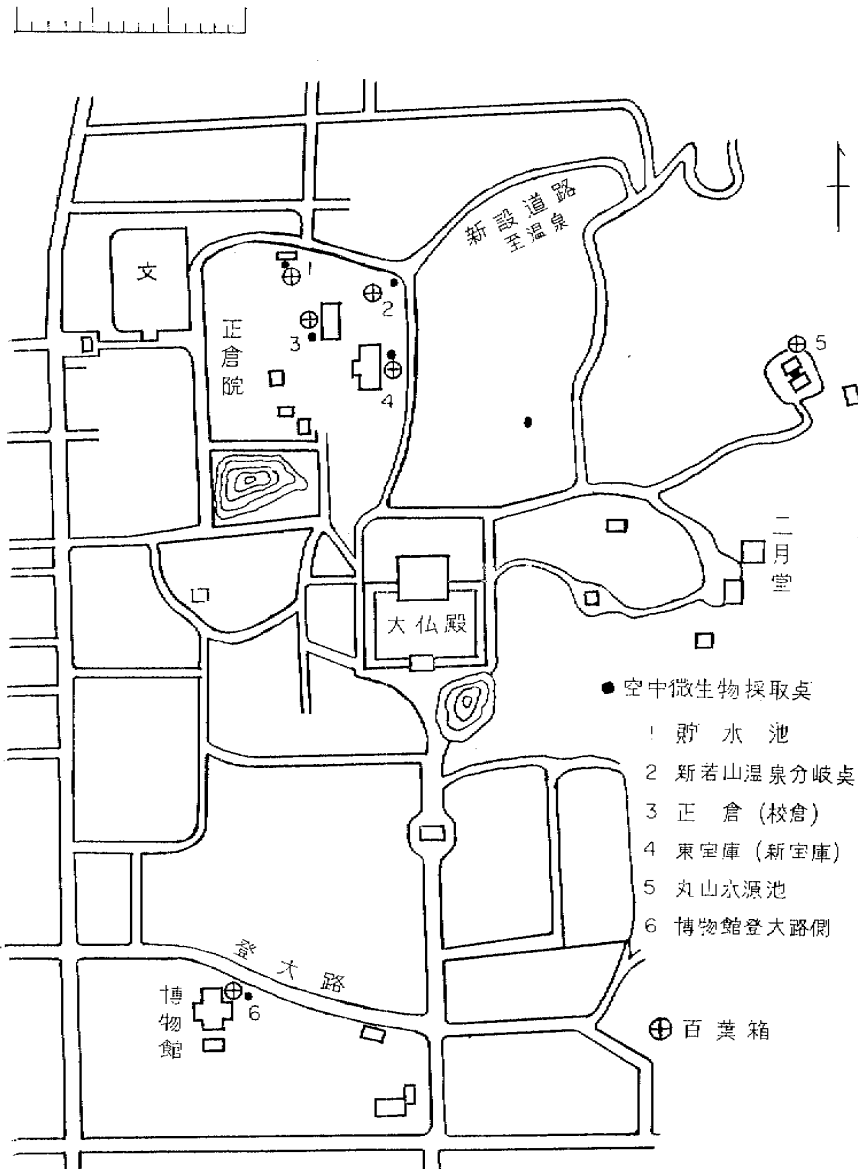 新設道路
至温泉
文
1
2
正倉院
3
4
5
二月堂
大仏殿
● 空中微生物採取点
1 貯水池
2 新若山温泉分岐点
3 正倉 (校倉)
4 東宝庫 (新宝庫)
5 丸山水源池
6 博物館登大路側
登大路
博物館
6
⊕ 百葉箱